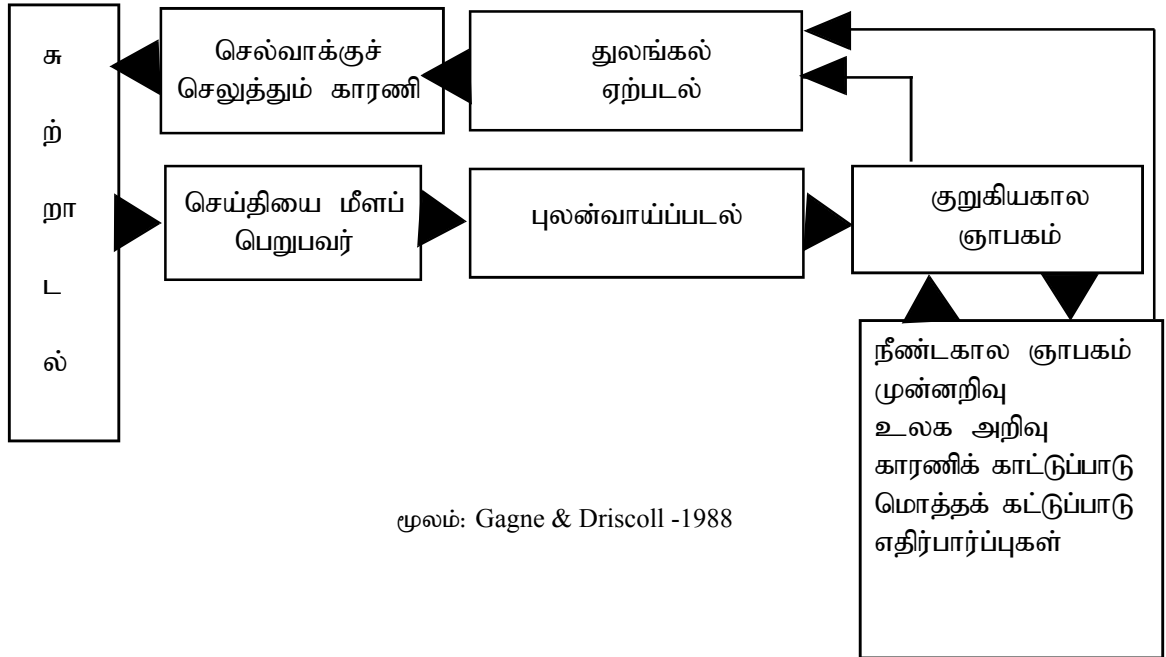 சு
ற்
றா
ட
ல்
செல்வாக்குச்
செலுத்தும் காரணி
துலங்கல்
ஏற்படல்
செய்தியை மீளப்
பெறுபவர்
புலன்வாய்ப்படல்
குறுகியகால
ஞாபகம்
நீண்டகால ஞாபகம்
முன்னறிவு
உலக அறிவு
காரணிக் காட்டுப்பாடு
மொத்தக் கட்டுப்பாடு
எதிர்பார்ப்புகள்
மூலம்: Gagne & Driscoll -1988